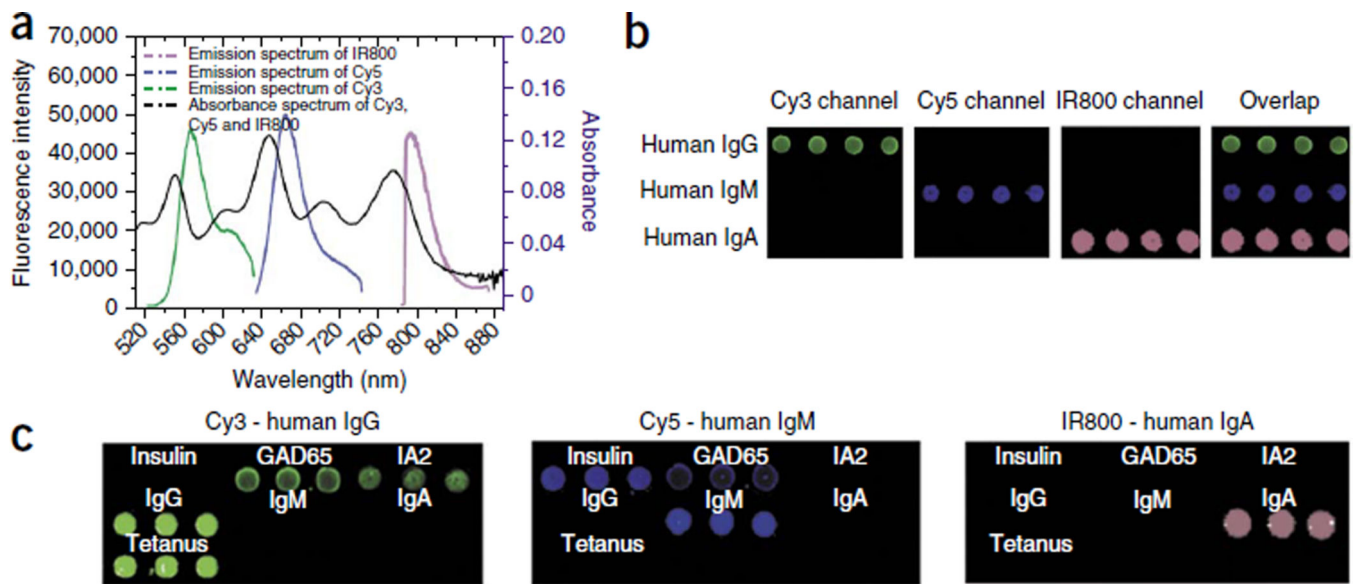 a
70,000
60,000
50,000
40,000
30,000
20,000
10,000
0
Fluorescence intensity
Emission spectrum of IR800
Emission spectrum of Cy5
Emission spectrum of Cy3
Absorbance spectrum of Cy3,
Cy5 and IR800
0.20
0.16
0.12
0.08
0.04
0
Absorbance
520 560 600 640 680 720 760 800 840 880
Wavelength (nm)
b
Cy3 channel Cy5 channel IR800 channel Overlap
Human IgG
Human IgM
Human IgA
c
Cy3 - human IgG
Insulin GAD65 IA2
IgG IgM IgA
Tetanus
Cy5 - human IgM
Insulin GAD65 IA2
IgG IgM IgA
Tetanus
IR800 - human IgA
Insulin GAD65 IA2
IgG IgM IgA
Tetanus